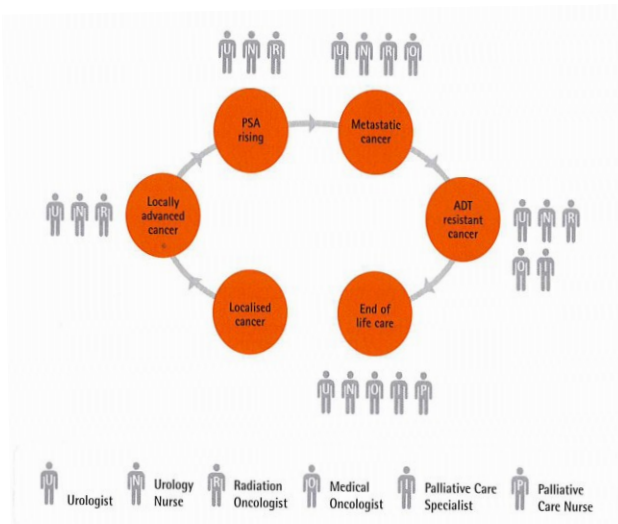 U N R
U N R O
PSA
rising
Metastatic
cancer
U N R
Locally
advanced
cancer
ADT
resistant
cancer
U N R
O I
Localised
cancer
End of
life care
U N O I P
U Urologist
N Urology
Nurse
R Radiation
Oncologist
O Medical
Oncologist
I Palliative Care
Specialist
P Palliative
Care Nurse